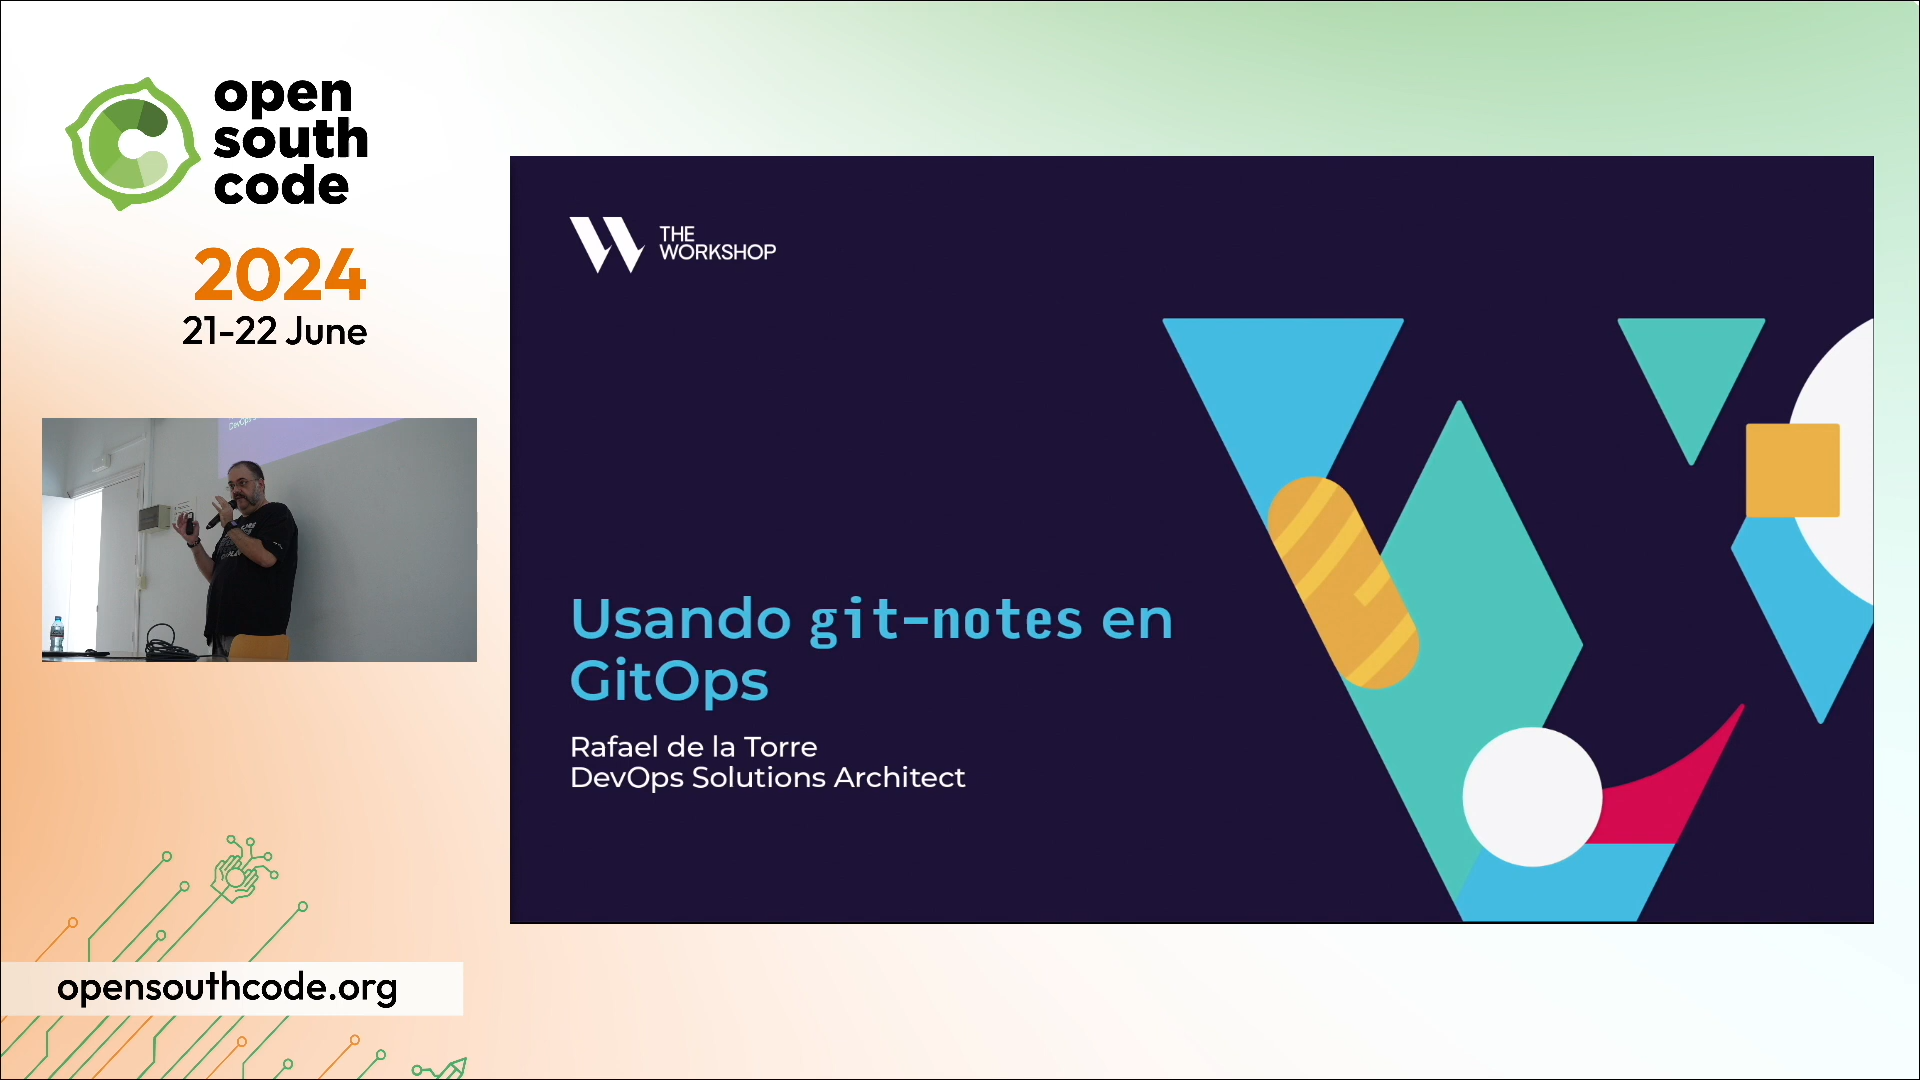 open
south
code
2024
21-22 June
THE
WORKSHOP
Usando git-notes en
GitOps
Rafael de la Torre
DevOps Solutions Architect
opensouthcode.org